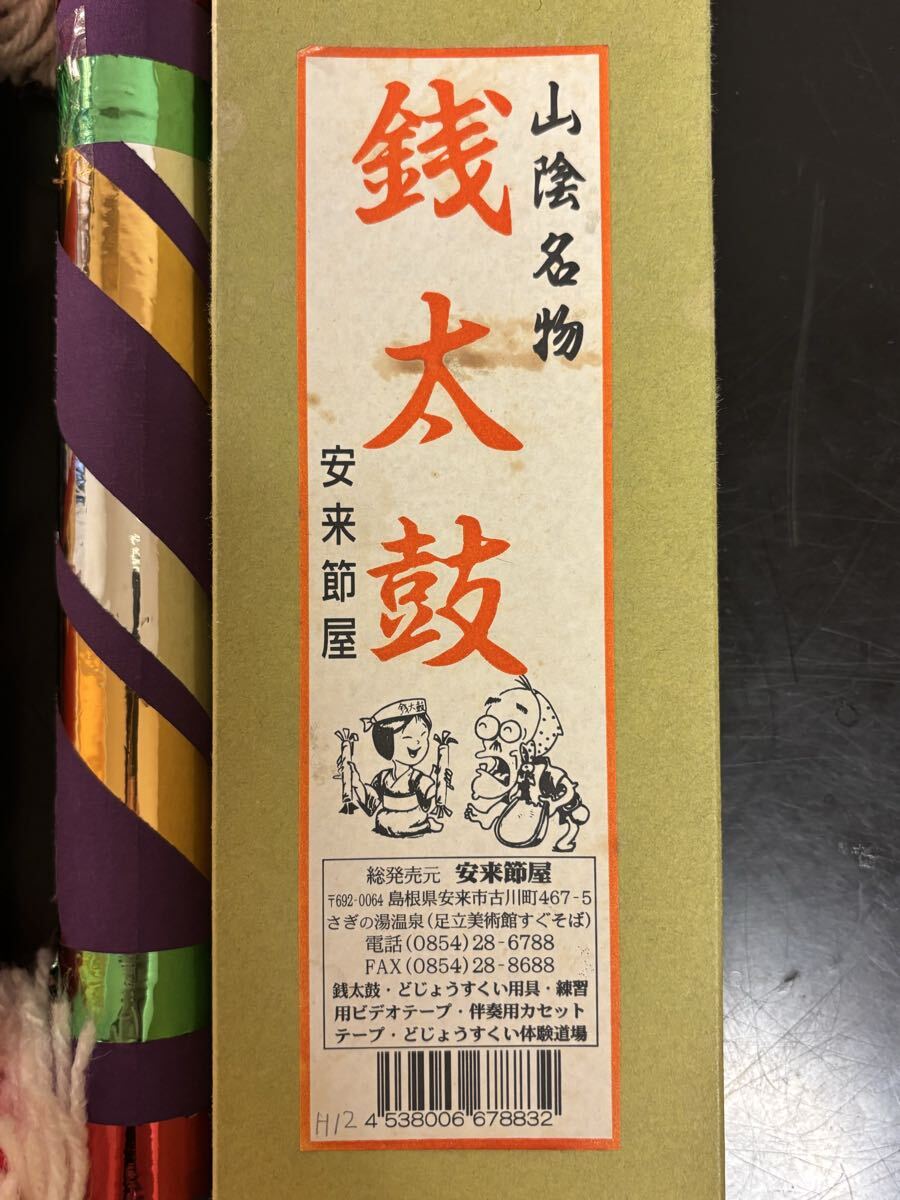 山陰名物
銭太鼓
安来節屋
銭太鼓
総発売元 安来節屋
〒692-0064 島根県安来市古川町467-5
さぎの湯温泉(足立美術館すぐそば)
電話(0854)28-6788
FAX(0854)28-8688
銭太鼓・どじょうすくい用具・練習
用ビデオテープ・伴奏用カセット
テープ・どじょうすくい体験道場
H12
4 538006 678832